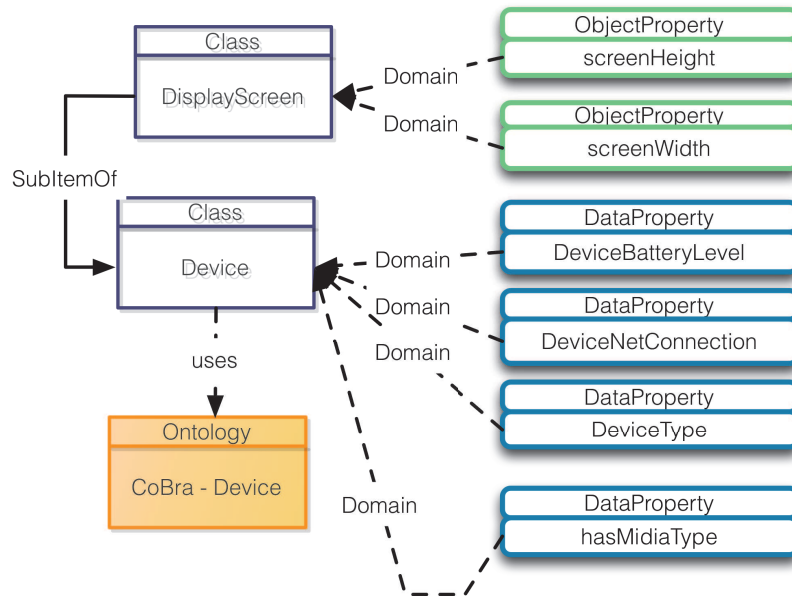 Class
DisplayScreen
SubItemOf
Class
Device
uses
Ontology
CoBra - Device
Domain
Domain
Domain
Domain
Domain
Domain
ObjectProperty
screenHeight
ObjectProperty
screenWidth
DataProperty
DeviceBatteryLevel
DataProperty
DeviceNetConnection
DataProperty
DeviceType
DataProperty
hasMidiaType